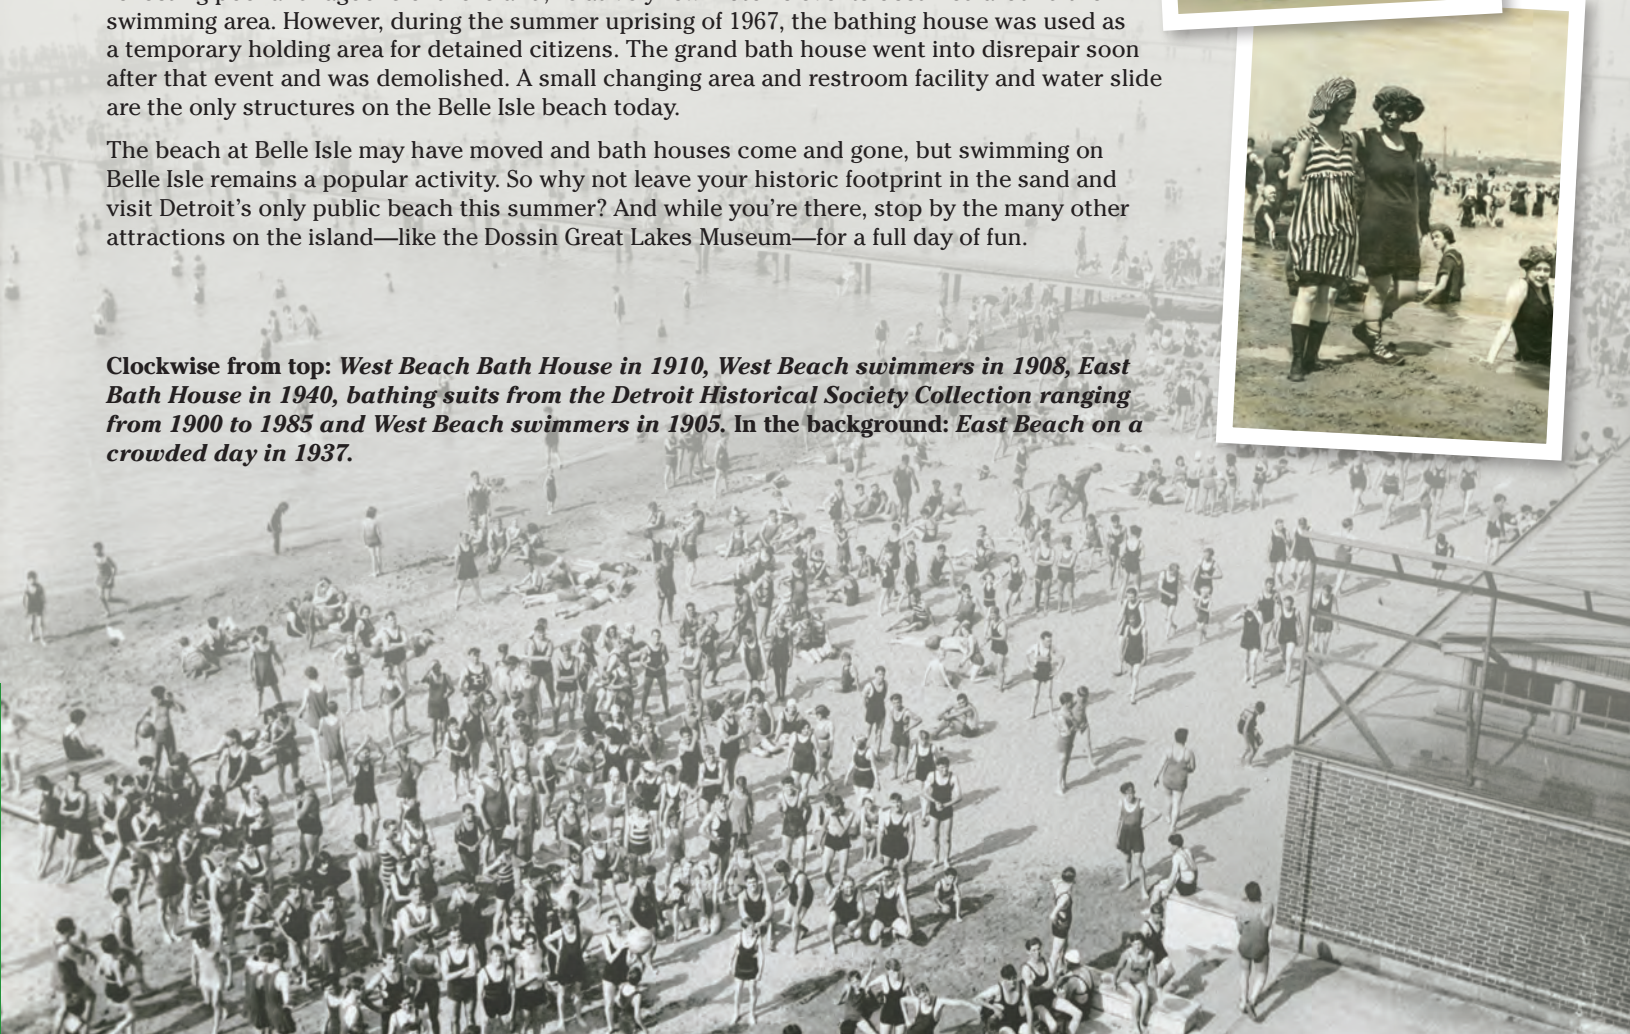 swimming area. However, during the summer uprising of 1967, the bathing house was used as
a temporary holding area for detained citizens. The grand bath house went into disrepair soon
after that event and was demolished. A small changing area and restroom facility and water slide
are the only structures on the Belle Isle beach today.
The beach at Belle Isle may have moved and bath houses come and gone, but swimming on
Belle Isle remains a popular activity. So why not leave your historic footprint in the sand and
visit Detroit’s only public beach this summer? And while you’re there, stop by the many other
attractions on the island—like the Dossin Great Lakes Museum—for a full day of fun.
Clockwise from top: West Beach Bath House in 1910, West Beach swimmers in 1908, East
Bath House in 1940, bathing suits from the Detroit Historical Society Collection ranging
from 1900 to 1985 and West Beach swimmers in 1905. In the background: East Beach on a
crowded day in 1937.